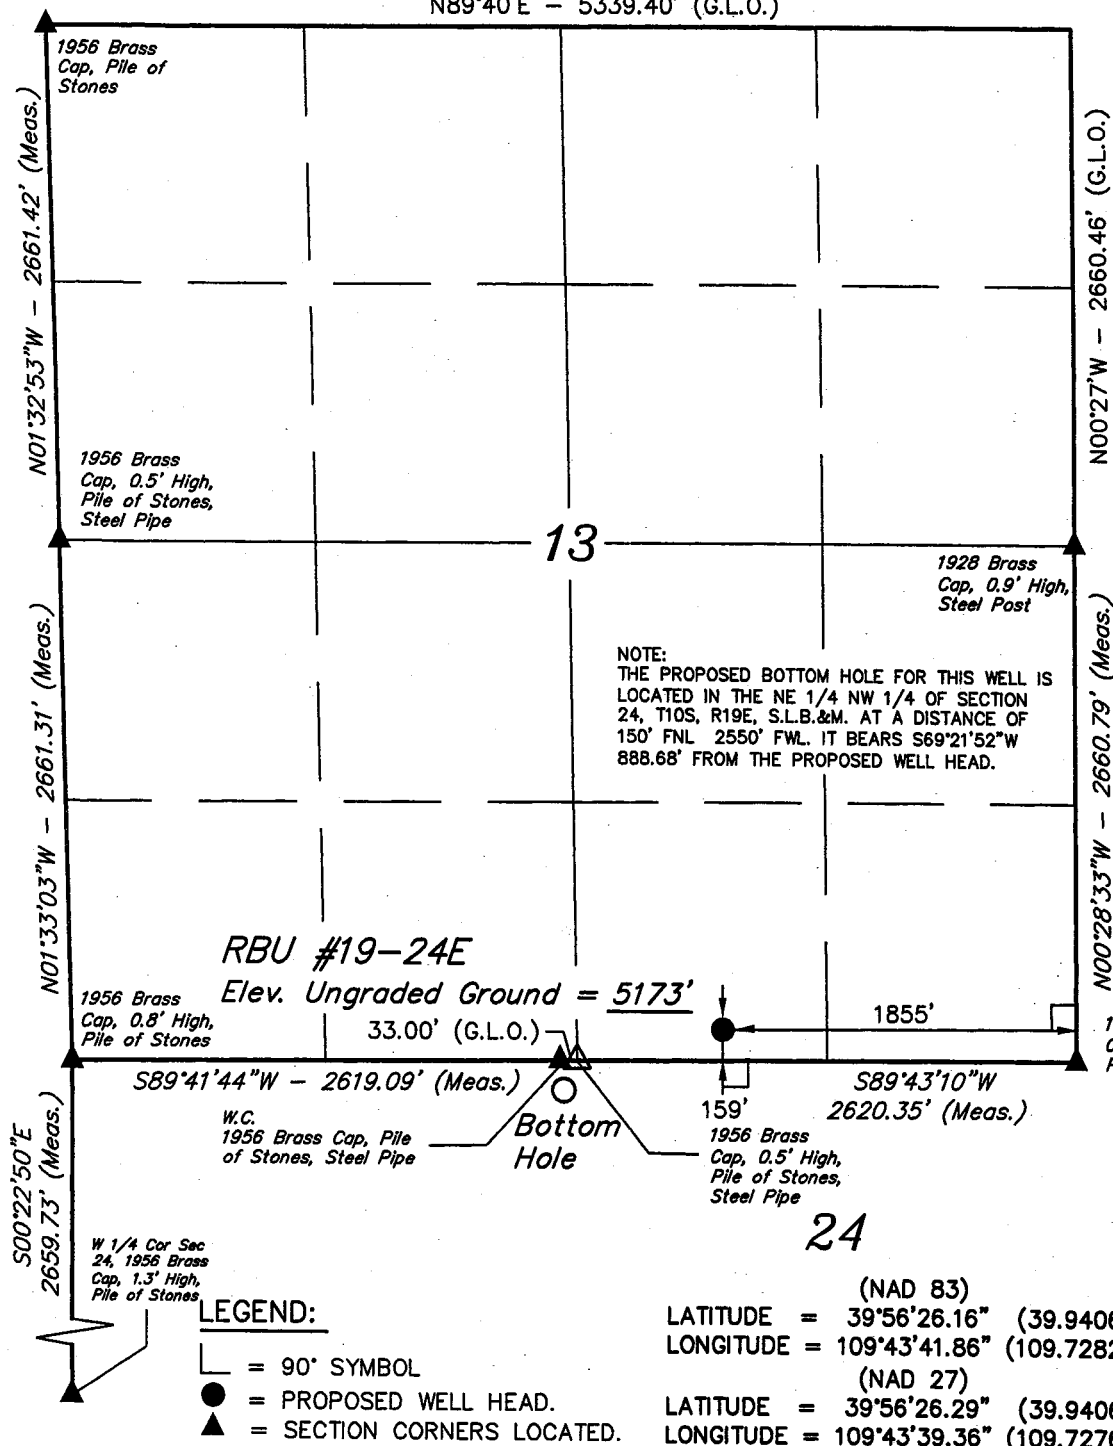 N89°40'E – 5339.40' (G.L.O.)
1956 Brass
Cap, Pile of
Stones
N01°32'53"W – 2661.42' (Meas.)
N00°27'W – 2660.46' (G.L.O.)
1956 Brass
Cap, 0.5' High,
Pile of Stones,
Steel Pipe
13
1928 Brass
Cap, 0.9' High,
Steel Post
NOTE:
THE PROPOSED BOTTOM HOLE FOR THIS WELL IS
LOCATED IN THE NE 1/4 NW 1/4 OF SECTION
24, T10S, R19E, S.L.B.&M. AT A DISTANCE OF
150' FNL 2550' FWL. IT BEARS S69°21'52"W
888.68' FROM THE PROPOSED WELL HEAD.
N01°33'03"W – 2661.31' (Meas.)
N00°28'33"W – 2660.79' (Meas.)
RBU #19-24E
Elev. Ungraded Ground = 5173'
1956 Brass
Cap, 0.8' High,
Pile of Stones
33.00' (G.L.O.)
1855'
S89°41'44"W – 2619.09' (Meas.)
S89°43'10"W
2620.35' (Meas.)
159'
W.C.
1956 Brass Cap, Pile
of Stones, Steel Pipe
Bottom
Hole
1956 Brass
Cap, 0.5' High,
Pile of Stones,
Steel Pipe
S00°22'50"E
2659.73' (Meas.)
24
W 1/4 Cor Sec
24, 1956 Brass
Cap, 1.3' High,
Pile of Stones
LEGEND:
= 90° SYMBOL
= PROPOSED WELL HEAD.
= SECTION CORNERS LOCATED.
(NAD 83)
LATITUDE = 39°56'26.16" (39.9406
LONGITUDE = 109°43'41.86" (109.7282
(NAD 27)
LATITUDE = 39°56'26.29" (39.9406
LONGITUDE = 109°43'39.36" (109.7276